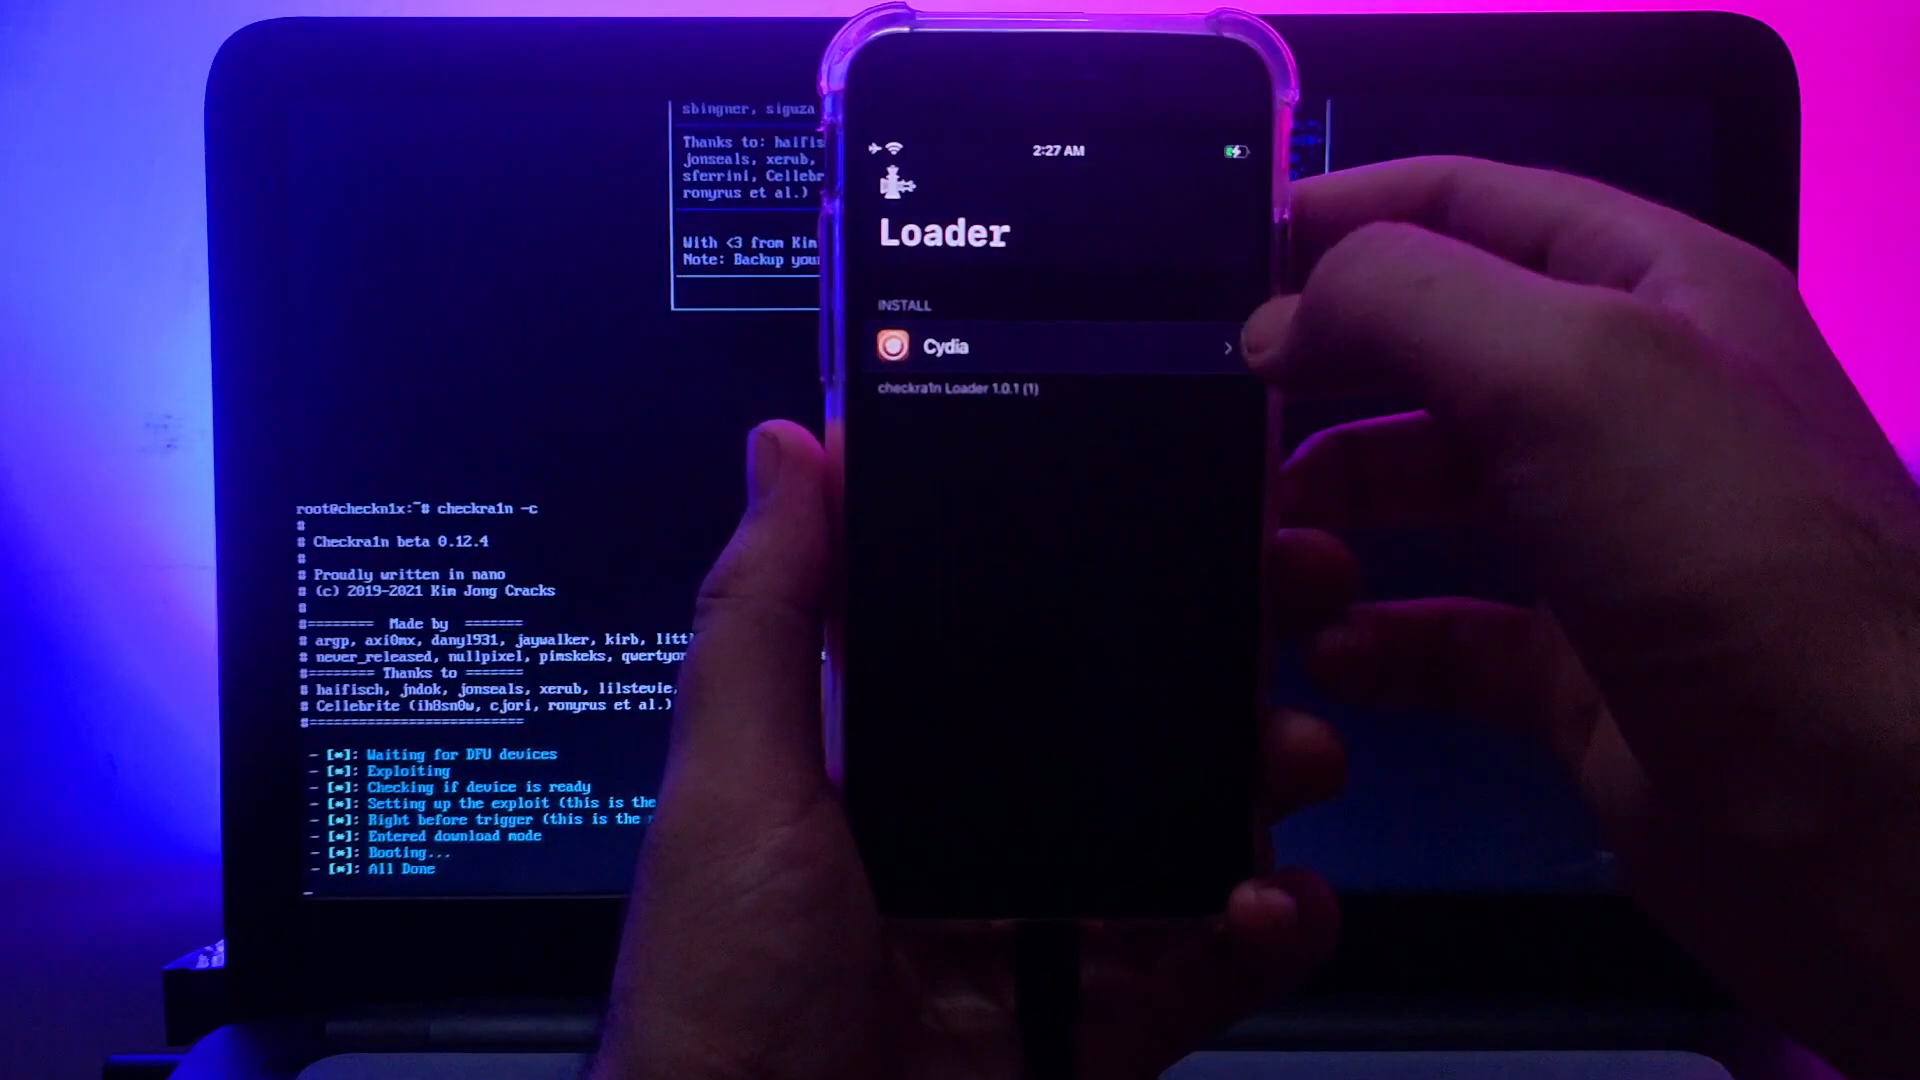 sbingner, siguza
Thanks to: haifis
jonseals, xerub,
sferrini, Cellebr
ronyrus et al.)
With <3 from Kim
Note: Backup you
2:27 AM
Loader
INSTALL
Cydia
checkra1n Loader 1.0.1 (1)
root@checkn1x:~# checkra1n -c
#
# Checkra1n beta 0.12.4
#
# Proudly written in nano
# (c) 2019-2021 Kim Jong Cracks
#
#======== Made by =======
# argp, axi0mx, danyl931, jaywalker, kirb, littl
# never_released, nullpixel, pimskeks, qwertyor
#======== Thanks to =======
# haifisch, jndok, jonseals, xerub, lilstevie,
# Cellebrite (ih8sn0w, cjori, ronyrus et al.)
#==========================
- [*]: Waiting for DFU devices
- [*]: Exploiting
- [*]: Checking if device is ready
- [*]: Setting up the exploit (this is the
- [*]: Right before trigger (this is the
- [*]: Entered download mode
- [*]: Booting...
- [*]: All Done